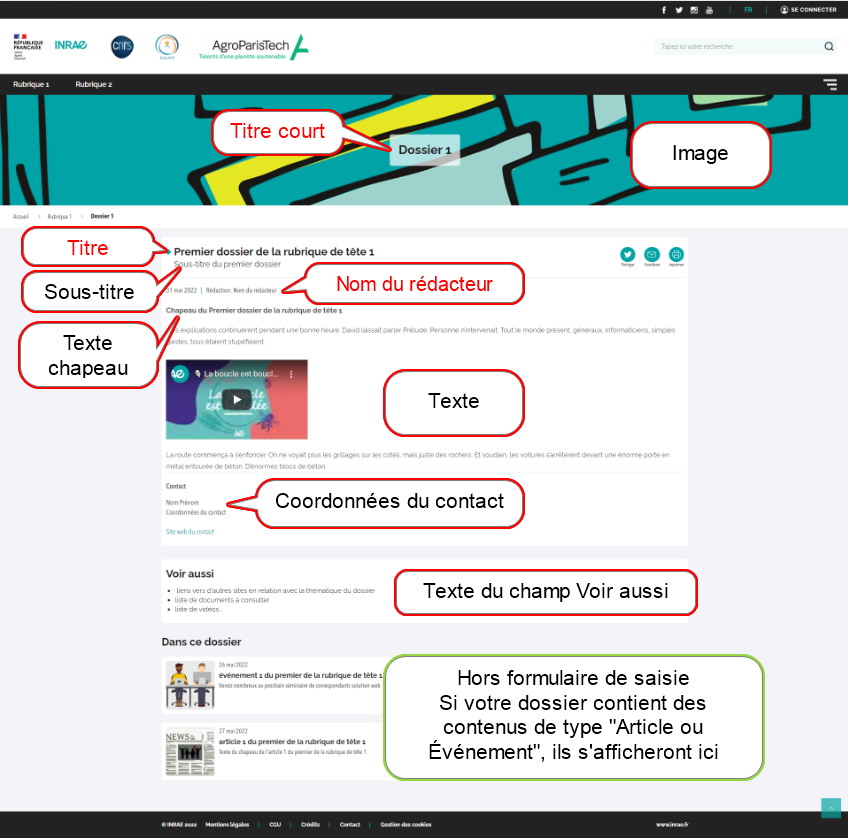 FR
SE CONNECTER
RÉPUBLIQUE
FRANÇAISE
INRAE
cnrs
AgroParisTech
Talents d'une planète soutenable
Tapez ici votre recherche
Rubrique 1
Rubrique 2
Titre court
Dossier 1
Image
Accueil > Rubrique 1 > Dossier 1
Titre
Premier dossier de la rubrique de tête 1
Sous-titre du premier dossier
Partager
Transférer
Imprimer
Sous-titre
Nom du rédacteur
31 mai 2022 | Rédaction: Nom du rédacteur
Texte
chapeau
Chapeau du Premier dossier de la rubrique de tête 1
explications continuèrent pendant une bonne heure. David laissait parler Prélude. Personne n'intervenait. Tout le monde présent, généraux, informaticiens, simples
gardes, tous étaient stupéfiaient.
La boucle est boucl...
La boucle
est bouclée
Texte
La route commença à s'enfoncer. On ne voyait plus les grillages sur les cotés, mais juste des rochers. Et soudain, les voitures s'arrêtèrent devant une énorme porte en
métal entourée de béton. D'énormes blocs de béton.
Contact
Nom Prénom
Coordonnées du contact
Coordonnées du contact
Site web du contact
Voir aussi
liens vers d'autres sites en relation avec la thématique du dossier
liste de documents à consulter
liste de vidéos...
Texte du champ Voir aussi
Dans ce dossier
26 mai 2022
évènement 1 du premier de la rubrique de tête 1
Venez nombreux au prochain séminaire de correspondants solution web
Hors formulaire de saisie
Si votre dossier contient des
contenus de type "Article ou
Événement", ils s'afficheront ici
27 mai 2022
NEWS
article 1 du premier de la rubrique de tête 1
Texte du chapeau de l'article 1 du premier de la rubrique de tête 1
© INRAE 2022 Mentions légales | CGU | Crédits | Contact | Gestion des cookies
www.inrae.fr